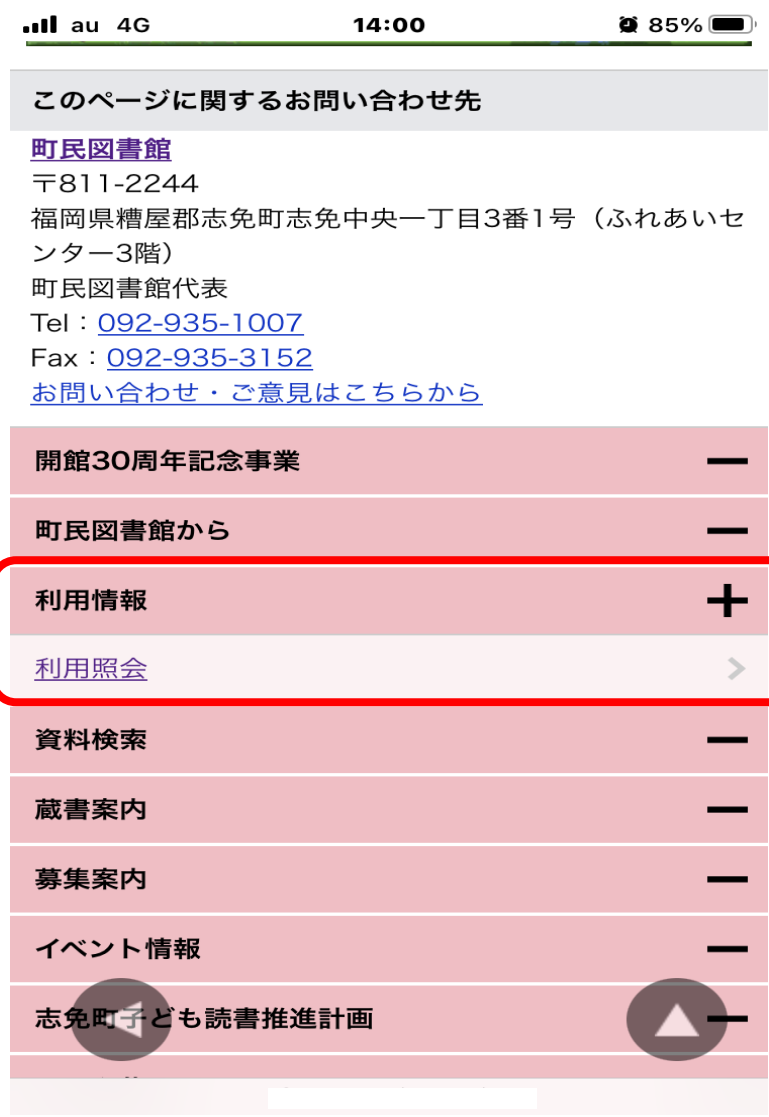 au 4G 14:00 85%
このページに関するお問い合わせ先
町民図書館
〒811-2244
福岡県糟屋郡志免町志免中央一丁目3番1号（ふれあいセ
ンター3階）
町民図書館代表
Tel：092-935-1007
Fax：092-935-3152
お問い合わせ・ご意見はこちらから
開館30周年記念事業
町民図書館から
利用情報
利用照会
資料検索
蔵書案内
募集案内
イベント情報
志免町子ども読書推進計画